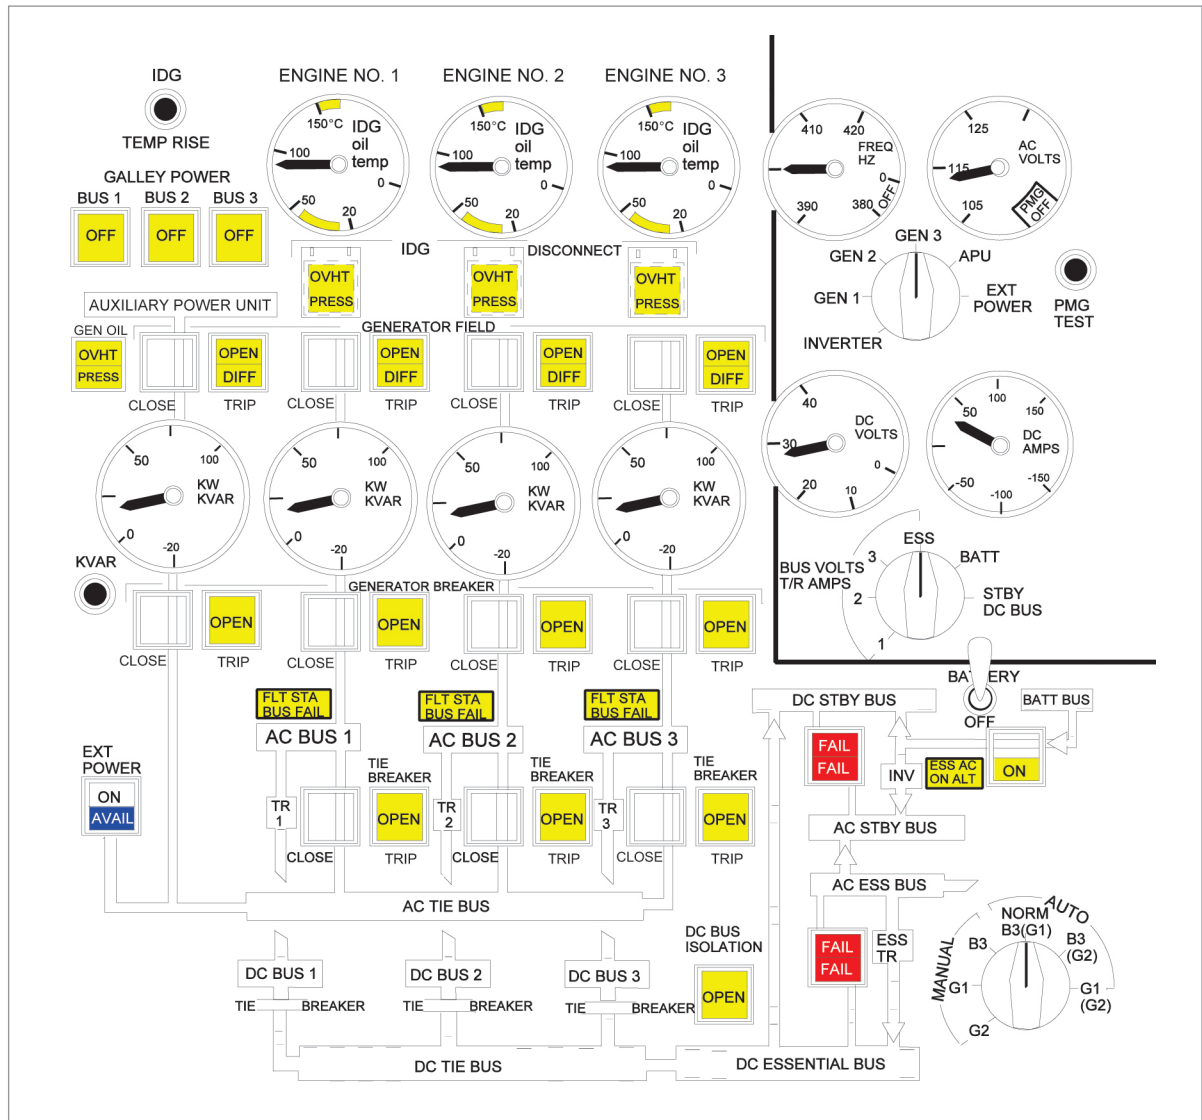 IDG
TEMP RISE
ENGINE NO. 1
ENGINE NO. 2
ENGINE NO. 3
150°C
IDG
oil
temp
100
50
20
0
150°C
IDG
oil
temp
100
50
20
0
150°C
IDG
oil
temp
100
50
20
0
410
420
FREQ
HZ
0
OFF
390
380
125
AC
VOLTS
115
105
PMG
OFF
GALLEY POWER
BUS 1
BUS 2
BUS 3
OFF
OFF
OFF
IDG
DISCONNECT
OVHT
PRESS
OVHT
PRESS
OVHT
PRESS
GEN 3
GEN 2
APU
GEN 1
EXT
POWER
INVERTER
PMG
TEST
AUXILIARY POWER UNIT
GEN OIL
GENERATOR FIELD
OVHT
PRESS
OPEN
DIFF
OPEN
DIFF
OPEN
DIFF
OPEN
DIFF
CLOSE
TRIP
CLOSE
TRIP
CLOSE
TRIP
CLOSE
TRIP
50
100
KW
KVAR
0
-20
50
100
KW
KVAR
0
-20
50
100
KW
KVAR
0
-20
50
100
KW
KVAR
0
-20
40
DC
VOLTS
30
0
20
10
50
100
150
DC
AMPS
-50
-100
-150
KVAR
ESS
3
BATT
BUS VOLTS
T/R AMPS
2
STBY
DC BUS
1
GENERATOR BREAKER
OPEN
OPEN
OPEN
OPEN
CLOSE
TRIP
CLOSE
TRIP
CLOSE
TRIP
CLOSE
TRIP
BATTERY
OFF
FLT STA
BUS FAIL
FLT STA
BUS FAIL
FLT STA
BUS FAIL
DC STBY BUS
BATT BUS
AC BUS 1
AC BUS 2
AC BUS 3
FAIL
FAIL
INV
ESS AC
ON ALT
ON
EXT
POWER
ON
AVAIL
TIE
BREAKER
TIE
BREAKER
TIE
BREAKER
TR
1
OPEN
TR
2
OPEN
TR
3
OPEN
CLOSE
TRIP
CLOSE
TRIP
CLOSE
TRIP
AC STBY BUS
AC ESS BUS
AC TIE BUS
DC BUS
ISOLATION
OPEN
FAIL
FAIL
ESS
TR
NORM
B3(G1)
AUTO
B3
(G2)
G1
(G2)
MANUAL
B3
G1
G2
DC BUS 1
DC BUS 2
DC BUS 3
TIE
BREAKER
TIE
BREAKER
TIE
BREAKER
DC TIE BUS
DC ESSENTIAL BUS